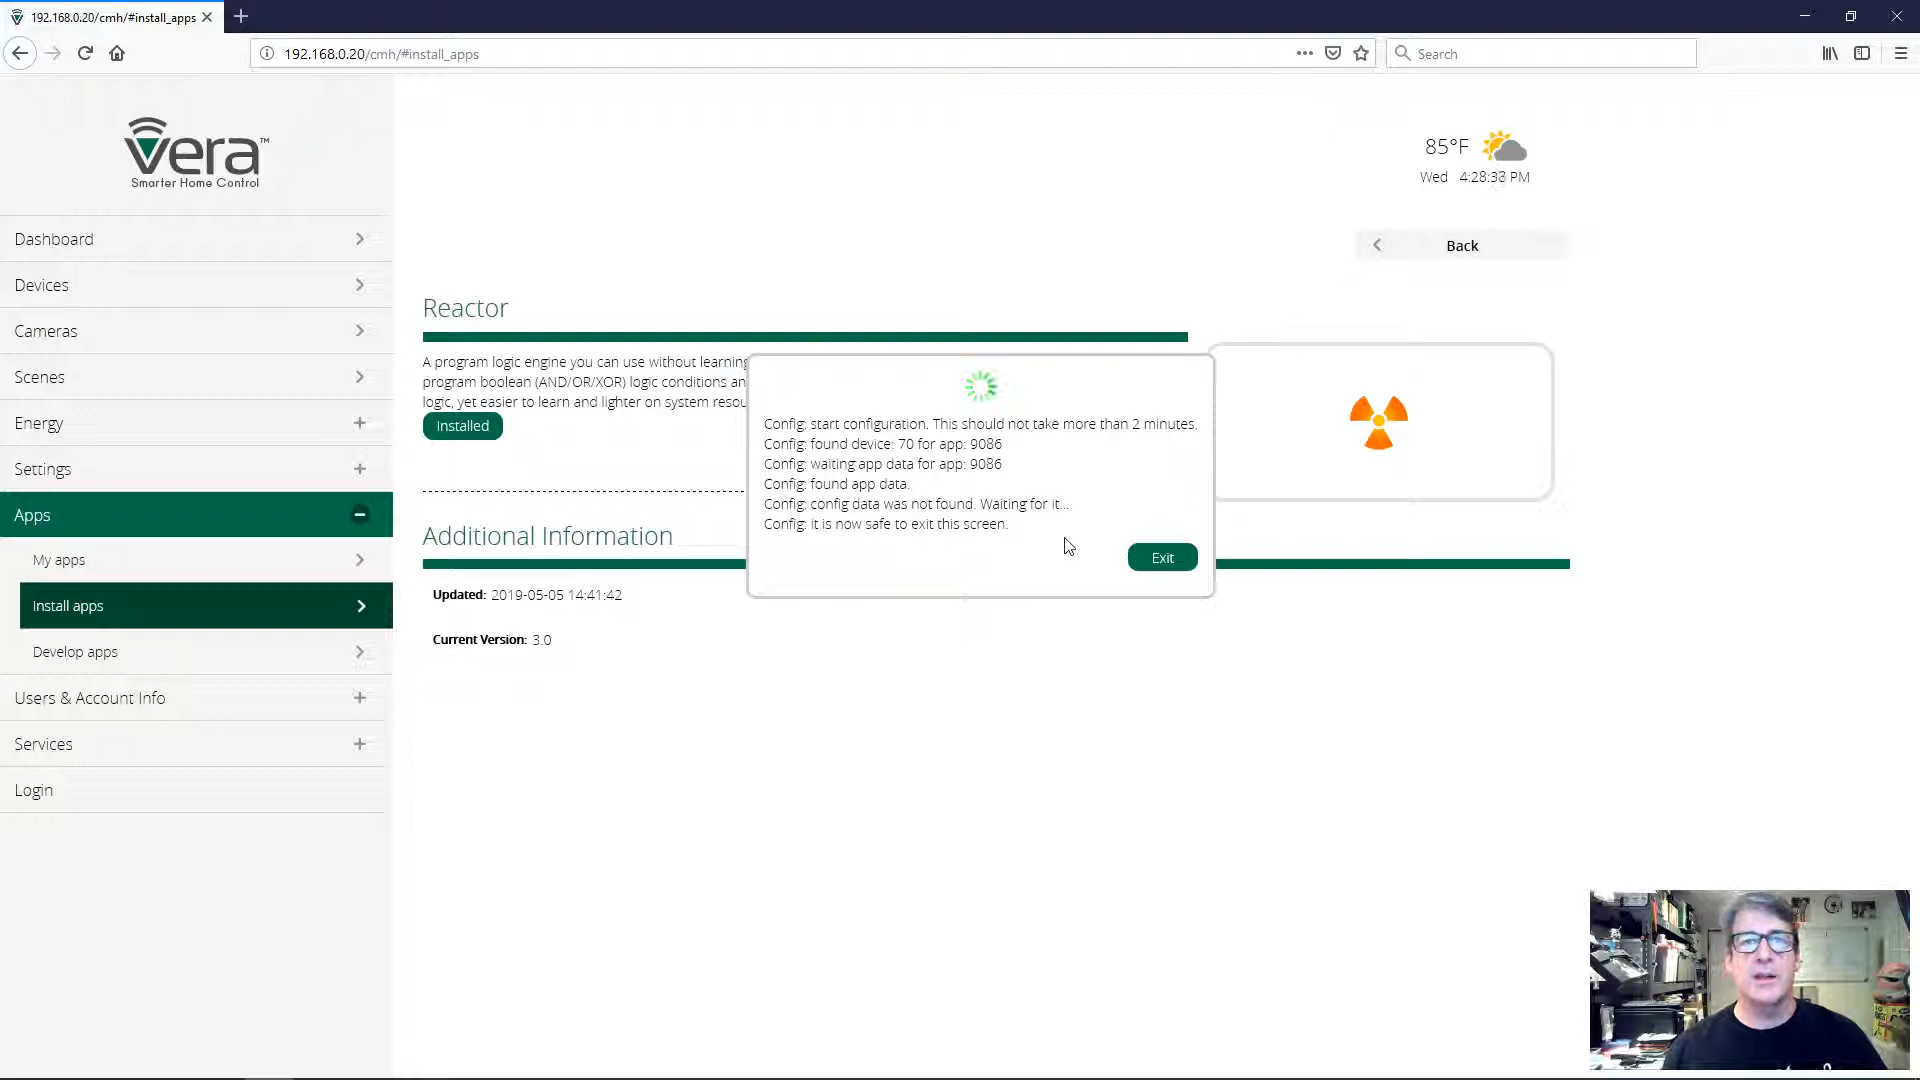 192.168.0.20/cmh/#install_apps
192.168.0.20/cmh/#install_apps
Search
Vera™
Smarter Home Control
85°F
Wed 4:28:33 PM
Dashboard
Devices
Cameras
Scenes
Energy
Settings
Apps
My apps
Install apps
Develop apps
Users & Account Info
Services
Login
Back
Reactor
A program logic engine you can use without learning
program boolean (AND/OR/XOR) logic conditions an
logic, yet easier to learn and lighter on system resou
Installed
Config: start configuration. This should not take more than 2 minutes.
Config: found device: 70 for app: 9086
Config: waiting app data for app: 9086
Config: found app data.
Config: config data was not found. Waiting for it...
Config: it is now safe to exit this screen.
Exit
Additional Information
Updated: 2019-05-05 14:41:42
Current Version: 3.0